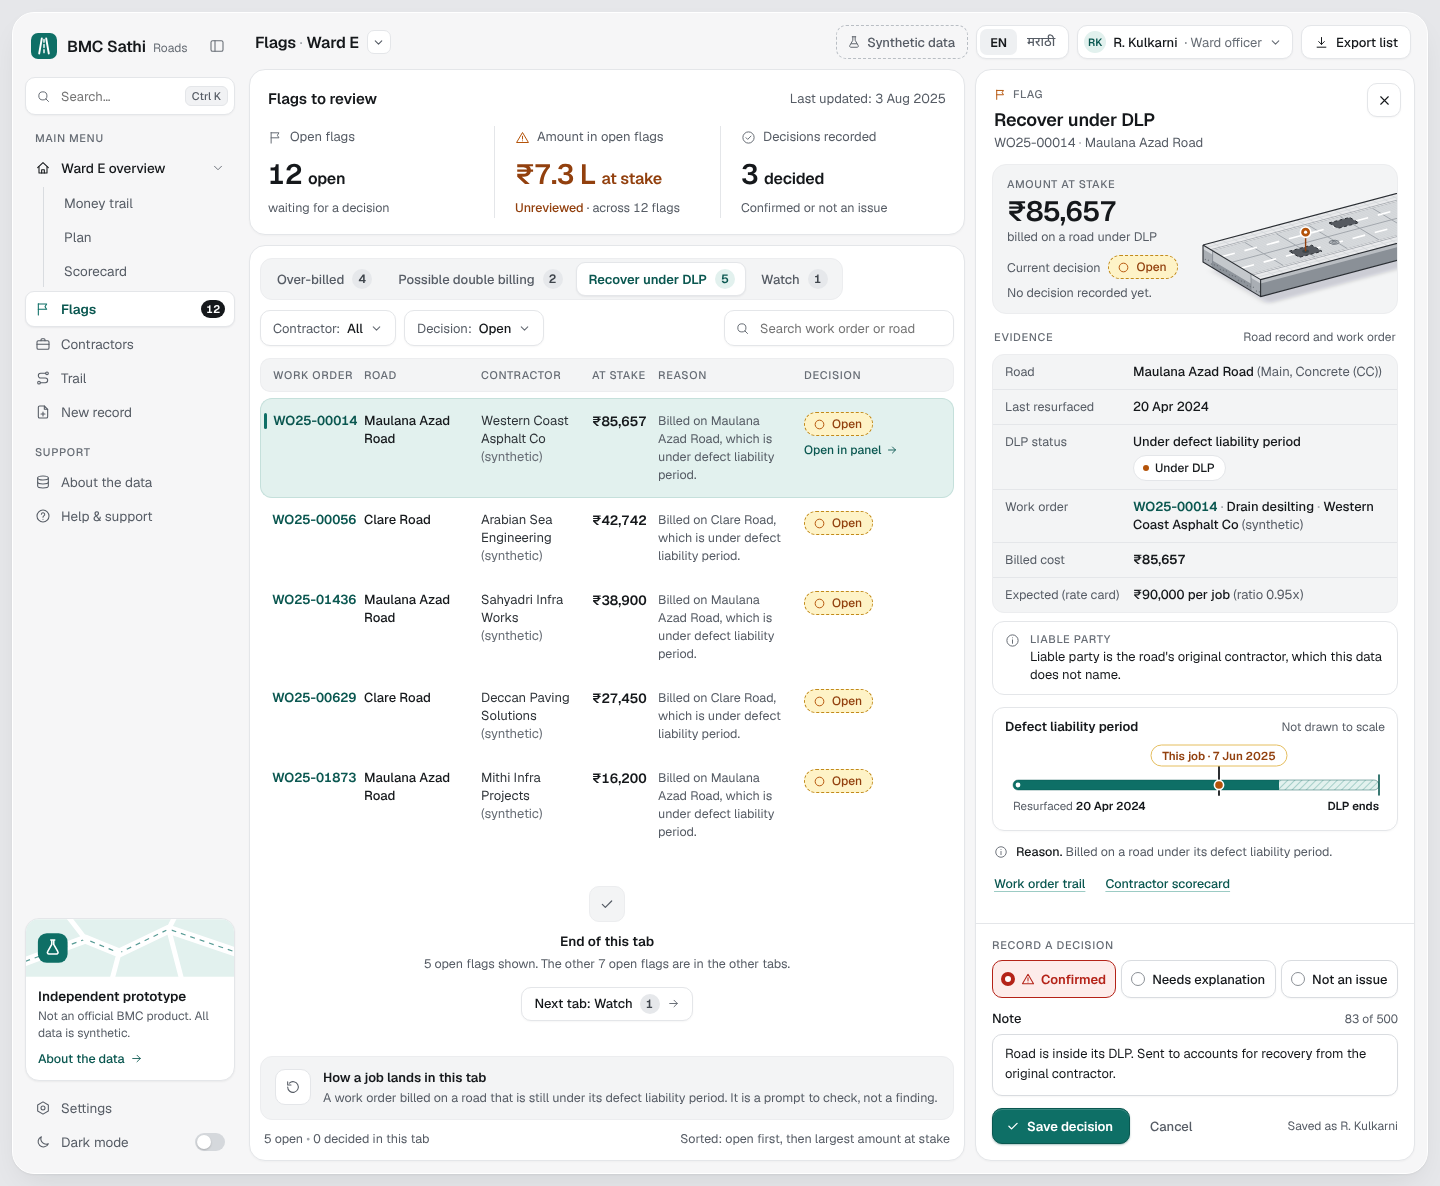 BMC Sathi Roads
Search...
Ctrl K
MAIN MENU
Ward E overview
Money trail
Plan
Scorecard
Flags 12
Contractors
Trail
New record
SUPPORT
About the data
Help & support
Independent prototype
Not an official BMC product. All
data is synthetic.
About the data →
Settings
Dark mode
Flags · Ward E
Synthetic data
EN मराठी
RK R. Kulkarni · Ward officer
Export list
Flags to review
Last updated: 3 Aug 2025
Open flags
12 open
waiting for a decision
Amount in open flags
₹7.3 L at stake
Unreviewed · across 12 flags
Decisions recorded
3 decided
Confirmed or not an issue
Over-billed 4
Possible double billing 2
Recover under DLP 5
Watch 1
Contractor: All
Decision: Open
Search work order or road
WORK ORDER ROAD CONTRACTOR AT STAKE REASON DECISION
WO25-00014 Maulana Azad Western Coast ₹85,657 Billed on Maulana Open
Road Asphalt Co Azad Road, which is
(synthetic) under defect liability Open in panel →
period.
WO25-00056 Clare Road Arabian Sea ₹42,742 Billed on Clare Road, Open
Engineering which is under defect
(synthetic) liability period.
WO25-01436 Maulana Azad Sahyadri Infra ₹38,900 Billed on Maulana Open
Road Works Azad Road, which is
(synthetic) under defect liability
period.
WO25-00629 Clare Road Deccan Paving ₹27,450 Billed on Clare Road, Open
Solutions which is under defect
(synthetic) liability period.
WO25-01873 Maulana Azad Mithi Infra ₹16,200 Billed on Maulana Open
Road Projects Azad Road, which is
(synthetic) under defect liability
period.
End of this tab
5 open flags shown. The other 7 open flags are in the other tabs.
Next tab: Watch 1 →
How a job lands in this tab
A work order billed on a road that is still under its defect liability period. It is a prompt to check, not a finding.
5 open · 0 decided in this tab
Sorted: open first, then largest amount at stake
FLAG
Recover under DLP
WO25-00014 · Maulana Azad Road
AMOUNT AT STAKE
₹85,657
billed on a road under DLP
Current decision Open
No decision recorded yet.
EVIDENCE
Road record and work order
Road Maulana Azad Road (Main, Concrete (CC))
Last resurfaced 20 Apr 2024
DLP status Under defect liability period
Under DLP
Work order WO25-00014 · Drain desilting · Western
Coast Asphalt Co (synthetic)
Billed cost ₹85,657
Expected (rate card) ₹90,000 per job (ratio 0.95x)
LIABLE PARTY
Liable party is the road's original contractor, which this data
does not name.
Defect liability period
Not drawn to scale
This job · 7 Jun 2025
Resurfaced 20 Apr 2024
DLP ends
Reason. Billed on a road under its defect liability period.
Work order trail
Contractor scorecard
RECORD A DECISION
Confirmed
Needs explanation
Not an issue
Note
83 of 500
Road is inside its DLP. Sent to accounts for recovery from the
original contractor.
Save decision
Cancel
Saved as R. Kulkarni